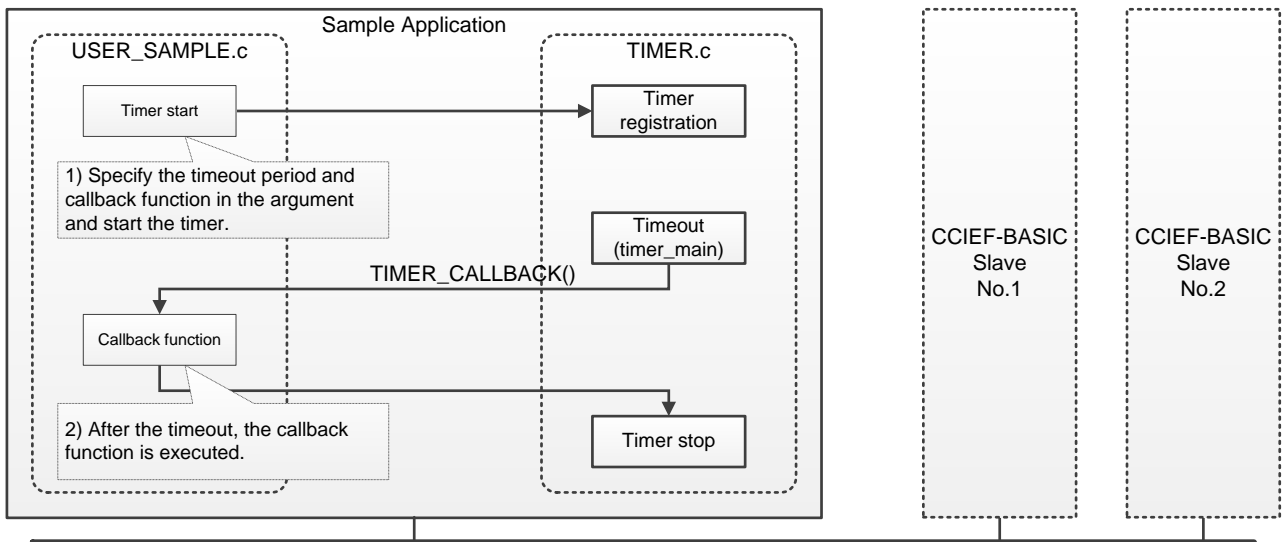 Sample Application
USER_SAMPLE.c
TIMER.c
Timer start
Timer
registration
1) Specify the timeout period and
callback function in the argument
and start the timer.
Timeout
(timer_main)
TIMER_CALLBACK()
Callback function
2) After the timeout, the callback
function is executed.
Timer stop
CCIEF-BASIC
Slave
No.1
CCIEF-BASIC
Slave
No.2